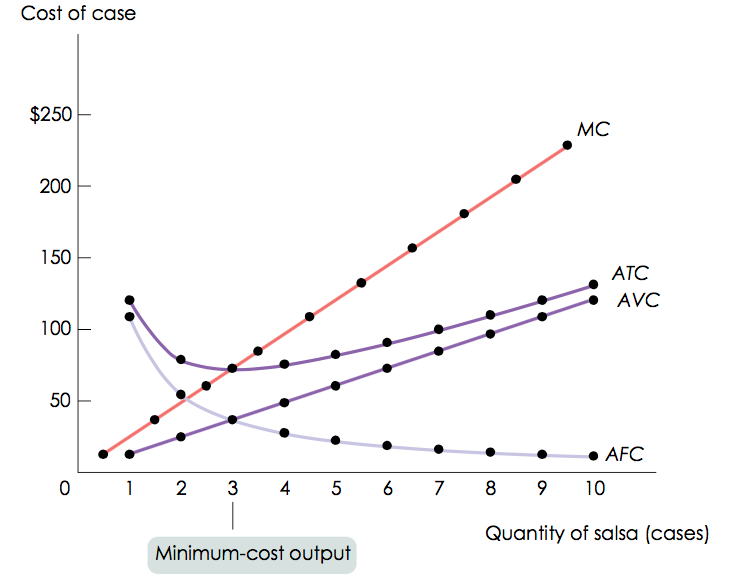 Cost of case
$250
MC
200
150
ATC
AVC
100
50
AFC
0 1 2 3 4 5 6 7 8 9 10
Quantity of salsa (cases)
Minimum-cost output